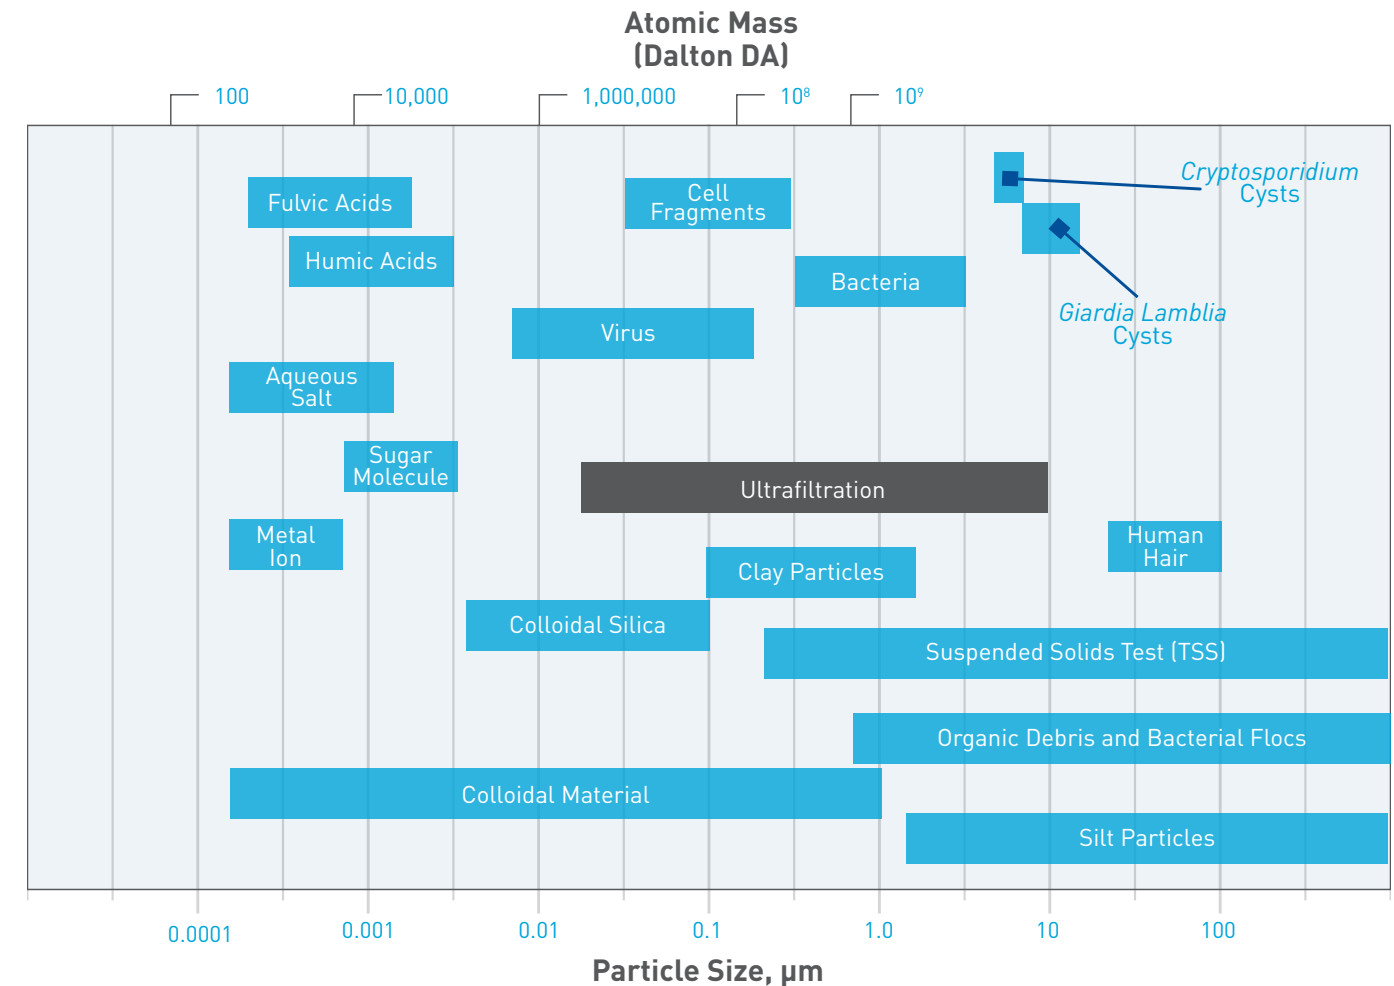 Atomic Mass
(Dalton DA)
100
10,000
1,000,000
10⁸
10⁹
Cryptosporidium
Cysts
Fulvic Acids
Cell
Fragments
Humic Acids
Bacteria
Giardia Lamblia
Cysts
Virus
Aqueous
Salt
Sugar
Molecule
Ultrafiltration
Metal
Ion
Human
Hair
Clay Particles
Colloidal Silica
Suspended Solids Test (TSS)
Organic Debris and Bacterial Flocs
Colloidal Material
Silt Particles
0.0001
0.001
0.01
0.1
1.0
10
100
Particle Size, µm